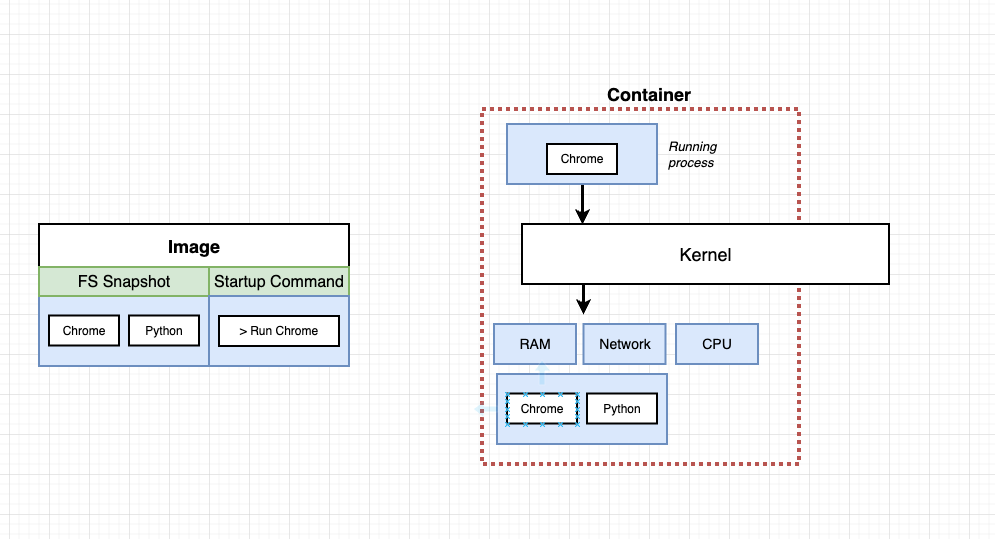 Container
Chrome
Running
process
Kernel
Image
FS Snapshot
Startup Command
Chrome
Python
> Run Chrome
RAM
Network
CPU
Chrome
Python